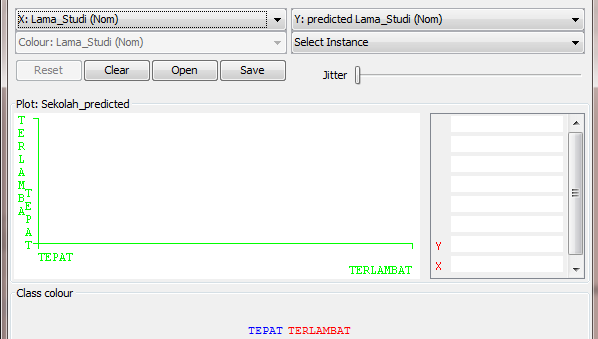 X: Lama_Studi (Nom)
Y: predicted Lama_Studi (Nom)
Colour: Lama_Studi (Nom)
Select Instance
Reset
Clear
Open
Save
Jitter
Plot: Sekolah_predicted
TERLAMBA
TEPAT
TEPAT
TERLAMBAT
Y
X
Class colour
TEPAT TERLAMBAT